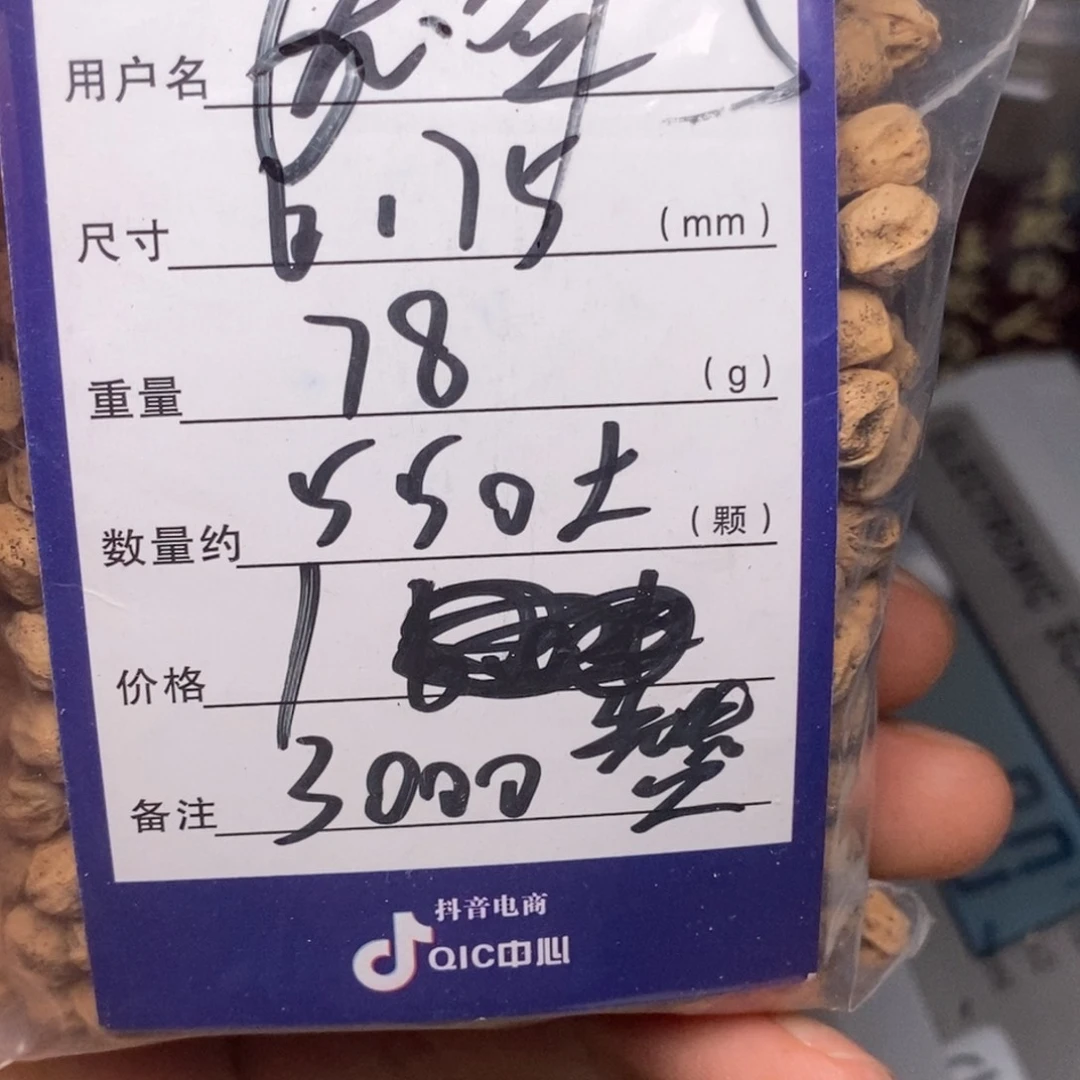 用户名
尺寸 6.75 (mm)
重量 78 (g)
数量约 550± (颗)
价格
备注 3000
抖音电商
QIC中心